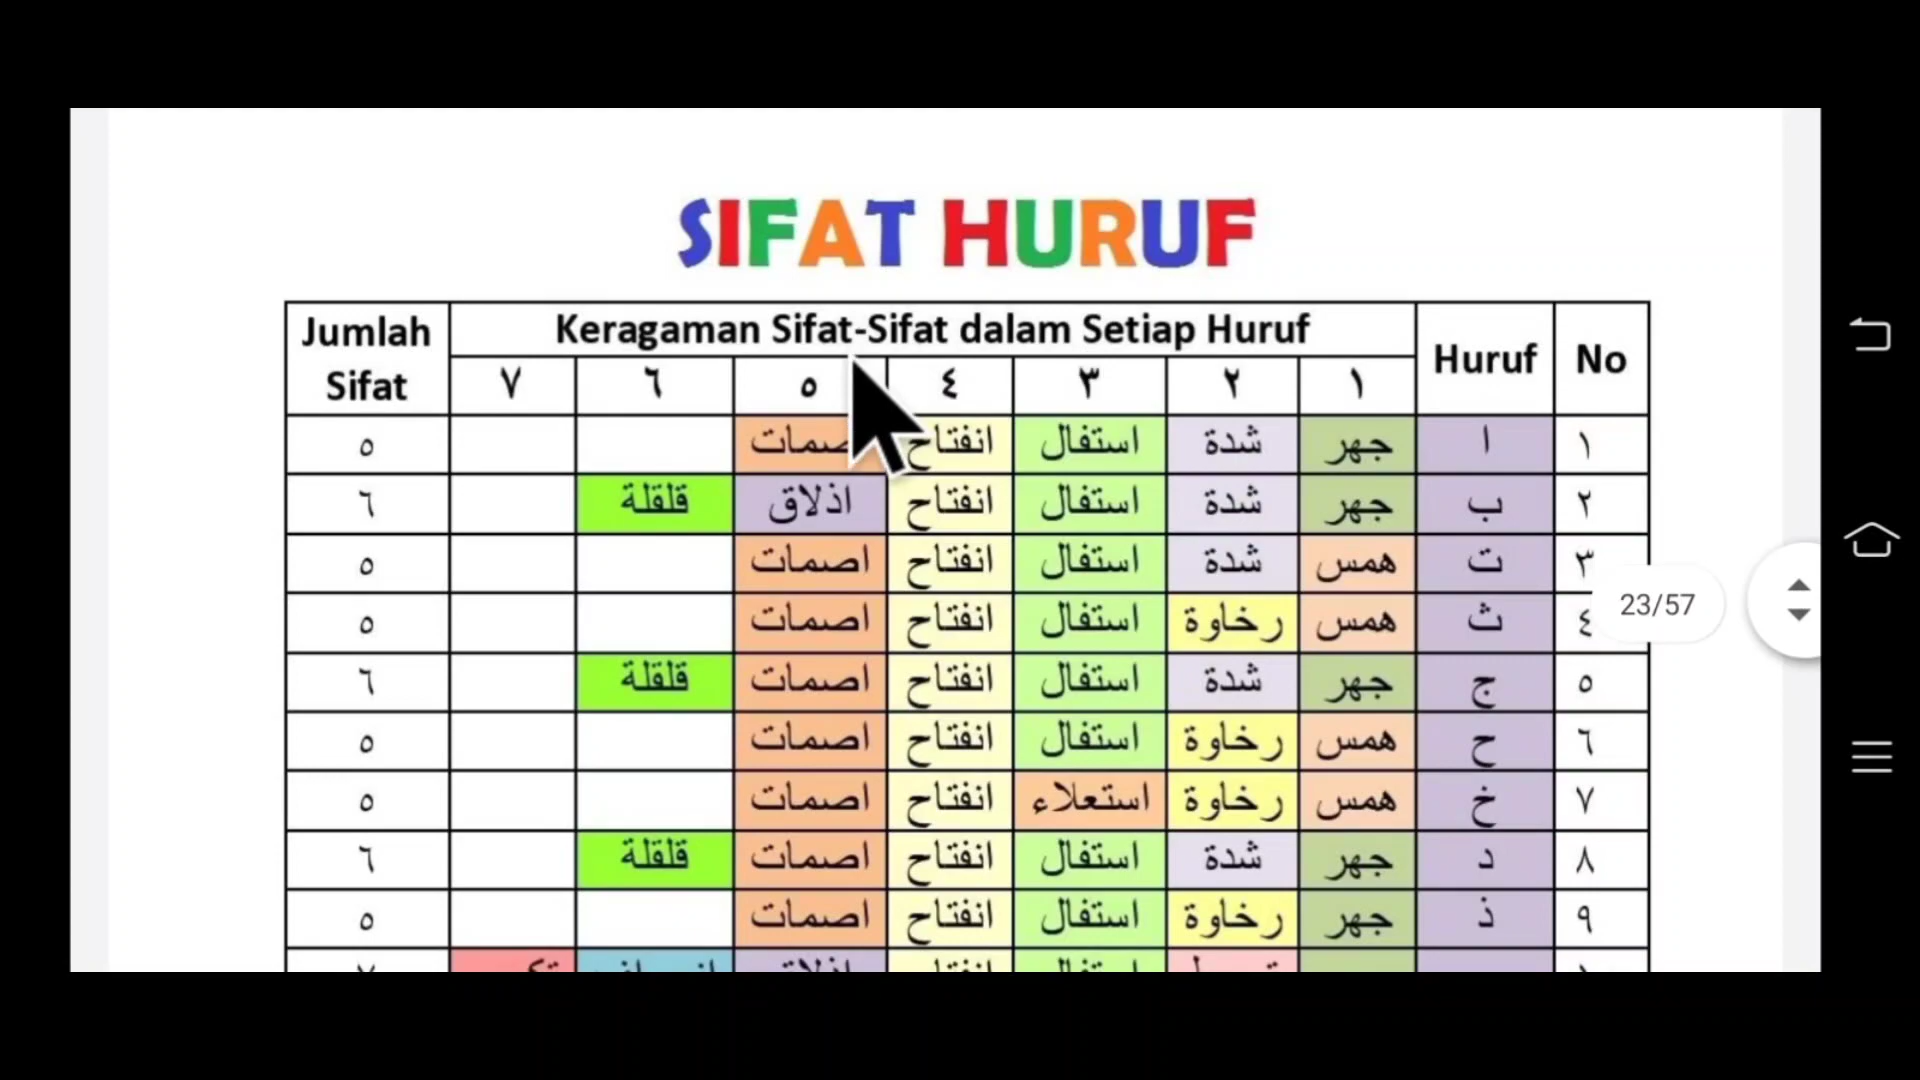 SIFAT HURUF
Jumlah Sifat Keragaman Sifat-Sifat dalam Setiap Huruf Huruf No
٧ ٦ ٥ ٤ ٣ ٢ ١
١ ا جهر شدة استفال انفتاح اصمات ٥
٢ ب جهر شدة استفال انفتاح اذلاق قلقلة ٦
٣ ت همس شدة استفال انفتاح اصمات ٥
٤ ث همس رخاوة استفال انفتاح اصمات ٥
23/57
٥ ج جهر شدة استفال انفتاح اصمات قلقلة ٦
٦ ح همس رخاوة استفال انفتاح اصمات ٥
٧ خ همس رخاوة استعلاء انفتاح اصمات ٥
٨ د جهر شدة استفال انفتاح اصمات قلقلة ٦
٩ ذ جهر رخاوة استفال انفتاح اصمات ٥